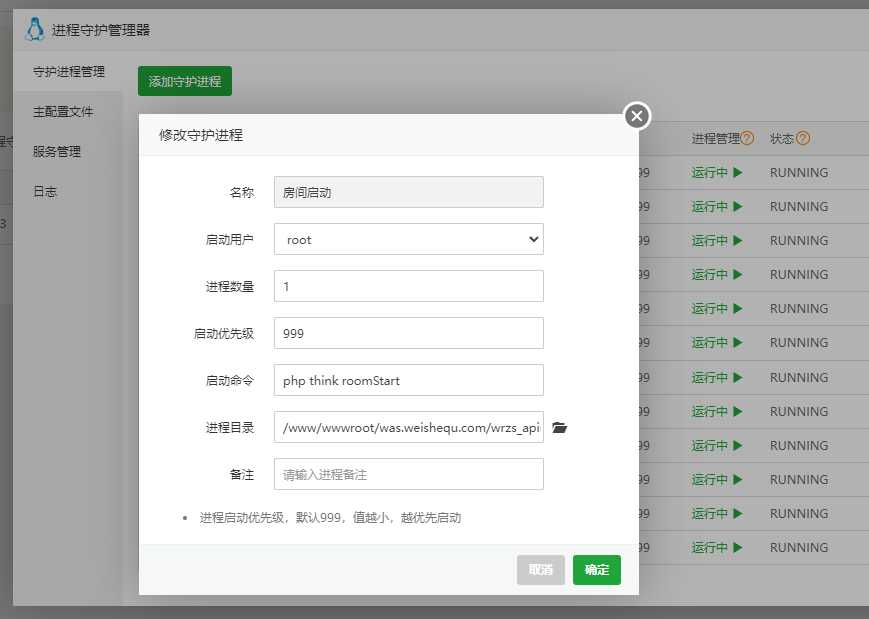 进程守护管理器
守护进程管理
主配置文件
服务管理
日志
添加守护进程
进程管理 状态
修改守护进程
名称 房间启动
启动用户 root
进程数量 1
启动优先级 999
启动命令 php think roomStart
进程目录 /www/wwwroot/was.weishequ.com/wrzs_api
备注 请输入进程备注
进程启动优先级，默认999，值越小，越优先启动
取消 确定
99 运行中 RUNNING
99 运行中 RUNNING
99 运行中 RUNNING
99 运行中 RUNNING
99 运行中 RUNNING
99 运行中 RUNNING
99 运行中 RUNNING
99 运行中 RUNNING
99 运行中 RUNNING
99 运行中 RUNNING
99 运行中 RUNNING
99 运行中 RUNNING